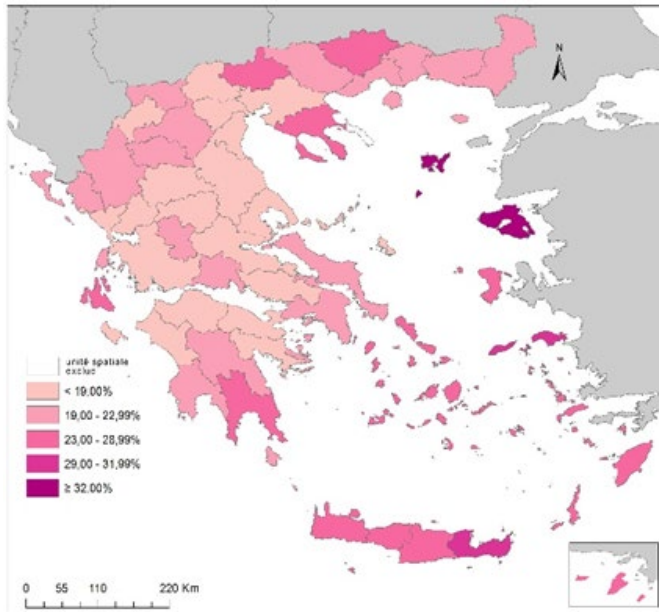 N
unité spatiale
exclue
< 19,00%
19,00 - 22,99%
23,00 - 28,99%
29,00 - 31,99%
≥ 32.00%
0 55 110 220 Km